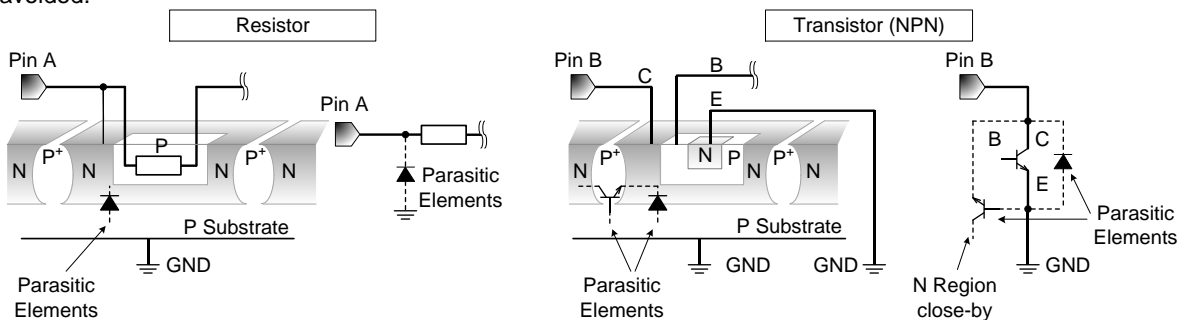 avoided.
Resistor
Transistor (NPN)
Pin A
Pin A
N P+ N P N P+ N
Parasitic
Elements
P Substrate
GND
Parasitic
Elements
Pin B
C
B
E
N P+ N N P P+ N
P Substrate
GND
GND
Parasitic
Elements
Pin B
B
C
E
Parasitic
Elements
GND
N Region
close-by